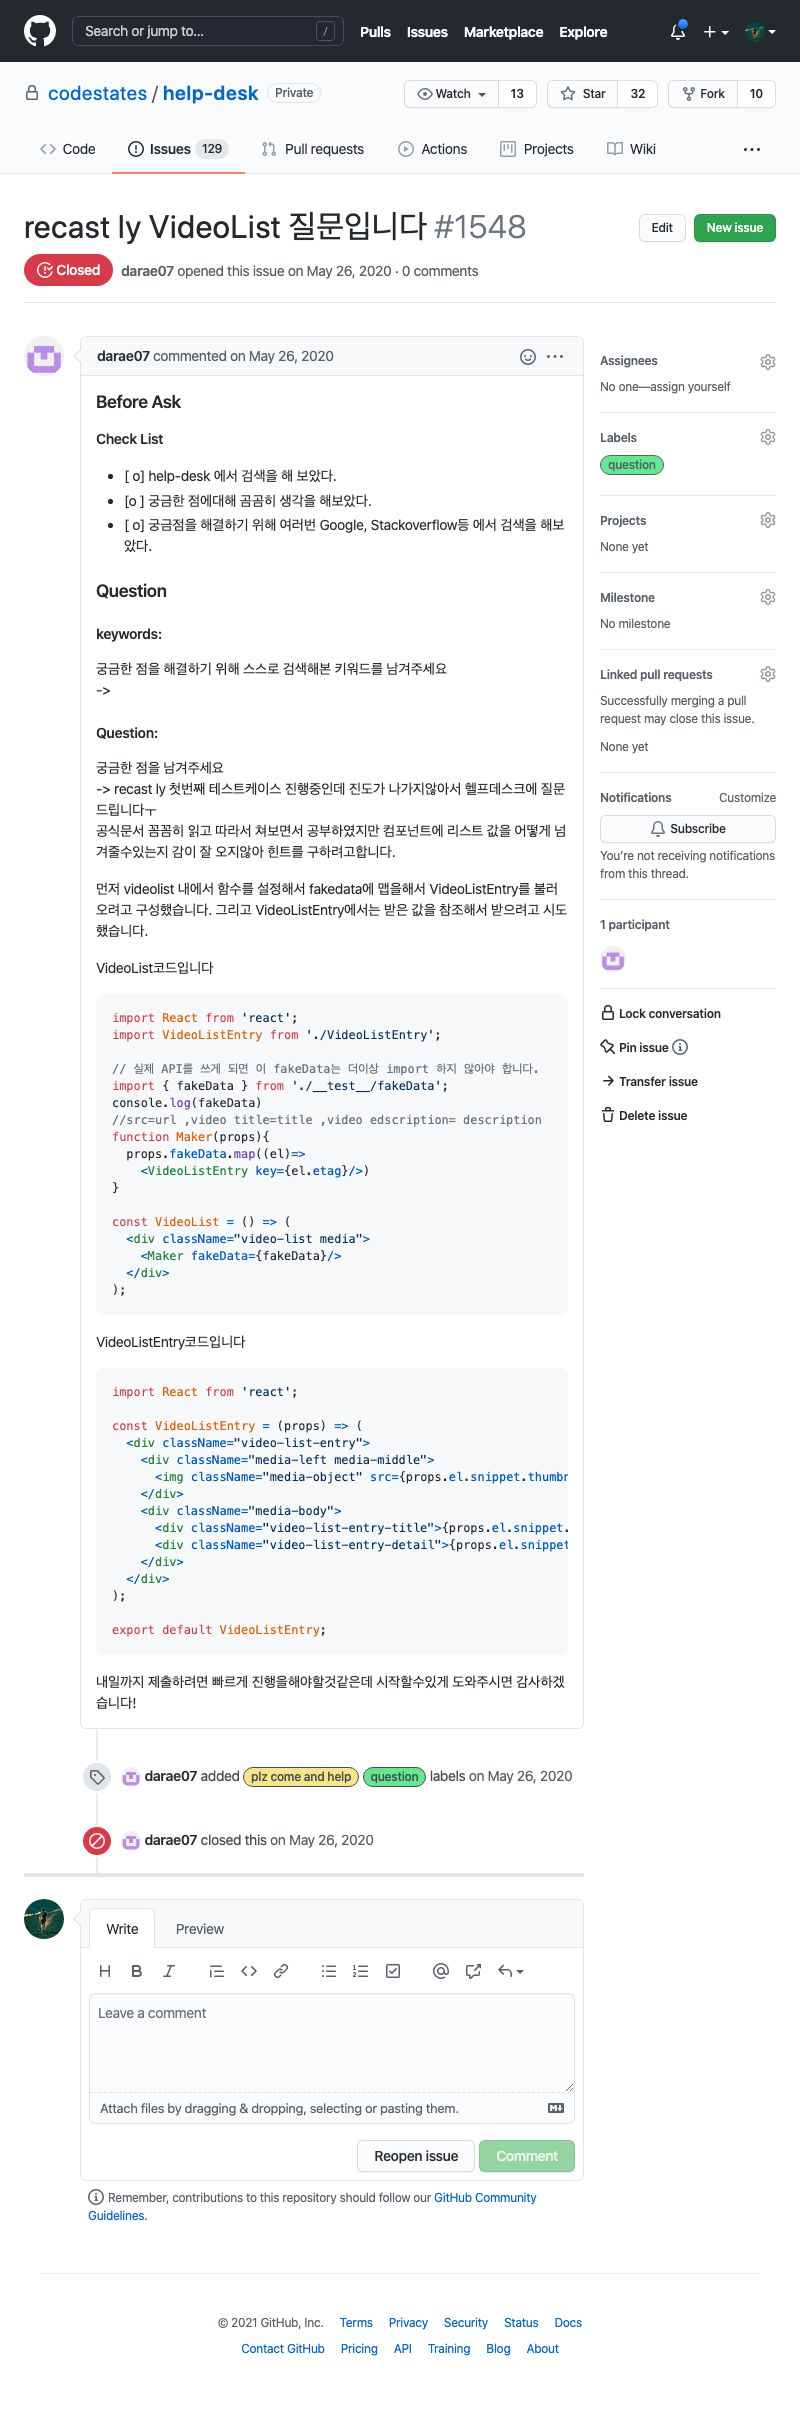 Search or jump to... /
Pulls Issues Marketplace Explore
codestates / help-desk Private
Watch 13 Star 32 Fork 10
Code Issues 129 Pull requests Actions Projects Wiki
recast ly VideoList 질문입니다 #1548
Edit New issue
Closed darae07 opened this issue on May 26, 2020 · 0 comments
darae07 commented on May 26, 2020
Before Ask
Check List
[ o] help-desk 에서 검색을 해 보았다.
[o ] 궁금한 점에대해 곰곰히 생각을 해보았다.
[ o] 궁금점을 해결하기 위해 여러번 Google, Stackoverflow등 에서 검색을 해보
았다.
Question
keywords:
궁금한 점을 해결하기 위해 스스로 검색해본 키워드를 남겨주세요
->
Question:
궁금한 점을 남겨주세요
-> recast ly 첫번째 테스트케이스 진행중인데 진도가 나가지않아서 헬프데스크에 질문
드립니다ㅜ
공식문서 꼼꼼히 읽고 따라서 쳐보면서 공부하였지만 컴포넌트에 리스트 값을 어떻게 넘
겨줄수있는지 감이 잘 오지않아 힌트를 구하려고합니다.
먼저 videolist 내에서 함수를 설정해서 fakedata에 맵을해서 VideoListEntry를 불러
오려고 구성했습니다. 그리고 VideoListEntry에서는 받은 값을 참조해서 받으려고 시도
했습니다.
VideoList코드입니다
import React from 'react';
import VideoListEntry from './VideoListEntry';
// 실제 API를 쓰게 되면 이 fakeData는 더이상 import 하지 않아야 합니다.
import { fakeData } from './__test__/fakeData';
console.log(fakeData)
//src=url ,video title=title ,video edscription= description
function Maker(props){
props.fakeData.map((el)=>
<VideoListEntry key={el.etag}/>)
}
const VideoList = () => (
<div className="video-list media">
<Maker fakeData={fakeData}/>
</div>
);
VideoListEntry코드입니다
import React from 'react';
const VideoListEntry = (props) => (
<div className="video-list-entry">
<div className="media-left media-middle">
<img className="media-object" src={props.el.snippet.thumbn
</div>
<div className="media-body">
<div className="video-list-entry-title">{props.el.snippet.
<div className="video-list-entry-detail">{props.el.snippet
</div>
</div>
);
export default VideoListEntry;
내일까지 제출하려면 빠르게 진행을해야할것같은데 시작할수있게 도와주시면 감사하겠
습니다!
darae07 added plz come and help question labels on May 26, 2020
darae07 closed this on May 26, 2020
Assignees
No one—assign yourself
Labels
question
Projects
None yet
Milestone
No milestone
Linked pull requests
Successfully merging a pull
request may close this issue.
None yet
Notifications Customize
Subscribe
You're not receiving notifications
from this thread.
1 participant
Lock conversation
Pin issue
Transfer issue
Delete issue
Write Preview
Leave a comment
Attach files by dragging & dropping, selecting or pasting them.
Reopen issue Comment
Remember, contributions to this repository should follow our GitHub Community
Guidelines.
© 2021 GitHub, Inc. Terms Privacy Security Status Docs
Contact GitHub Pricing API Training Blog About